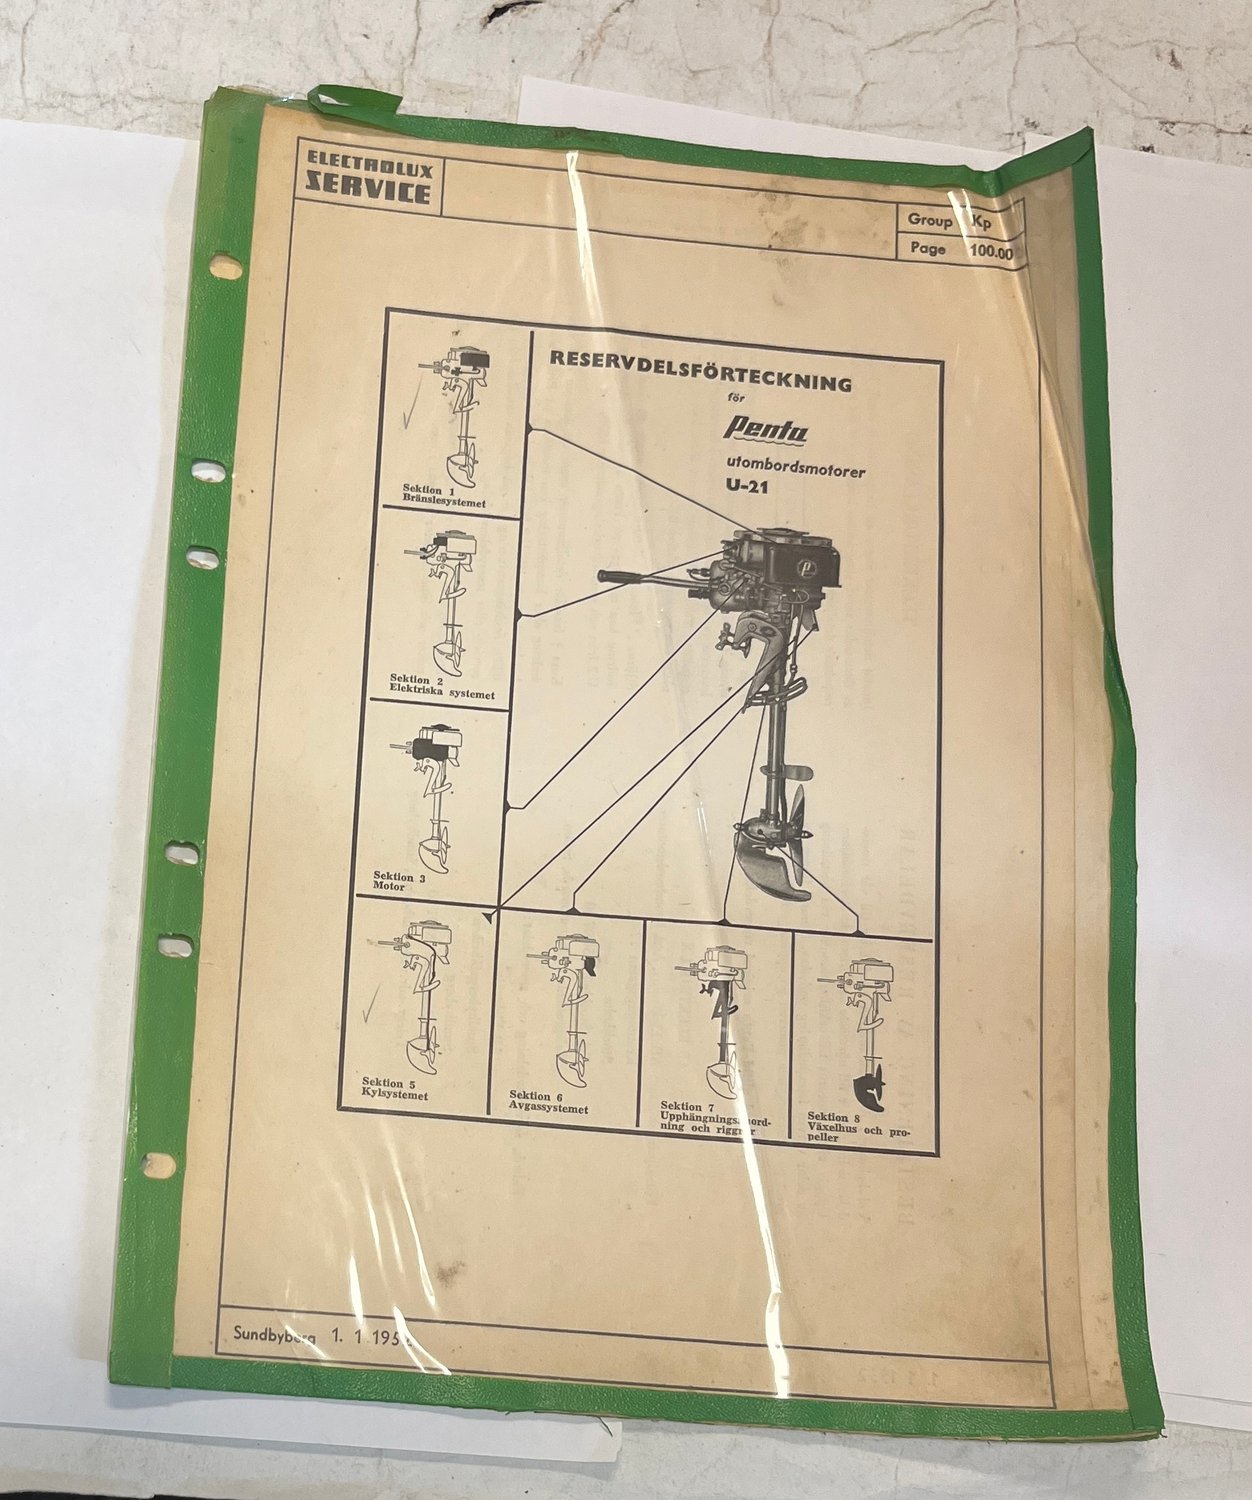 ELECTROLUX
SERVICE
Group Kp
Page 100.00
RESERVDELSFÖRTECKNING
för
Penta
utombordsmotorer
U-21
P
Sektion 1
Bränslesystemet
Sektion 2
Elektriska systemet
Sektion 3
Motor
Sektion 5
Kylsystemet
Sektion 6
Avgassystemet
Sektion 7
Upphängningsanord-
ning och riggar
Sektion 8
Växelhus och pro-
peller
Sundbyberg 1. 1 195